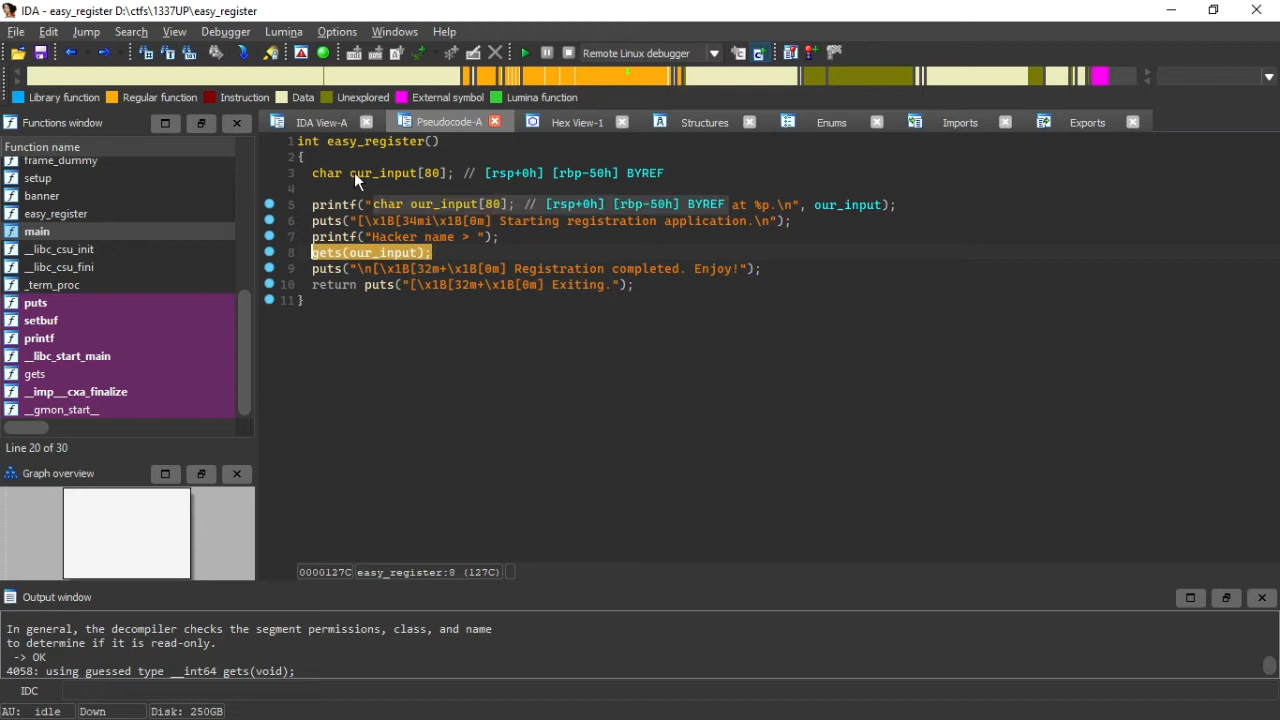 IDA - easy_register D:\ctfs\1337UP\easy_register
File Edit Jump Search View Debugger Lumina Options Windows Help
Remote Linux debugger
Library function Regular function Instruction Data Unexplored External symbol Lumina function
Functions window
IDA View-A Pseudocode-A Hex View-1 Structures Enums Imports Exports
Function name
frame_dummy
setup
banner
easy_register
main
__libc_csu_init
__libc_csu_fini
_term_proc
puts
setbuf
printf
__libc_start_main
gets
__imp___cxa_finalize
__gmon_start__
Line 20 of 30
Graph overview
1 int easy_register()
2 {
3 char our_input[80]; // [rsp+0h] [rbp-50h] BYREF
4
5 printf("char our_input[80]; // [rsp+0h] [rbp-50h] BYREF at %p.\n", our_input);
6 puts("[\x1B[34mi\x1B[0m] Starting registration application.\n");
7 printf("Hacker name > ");
8 gets(our_input);
9 puts("\n[\x1B[32m+\x1B[0m] Registration completed. Enjoy!");
10 return puts("[\x1B[32m+\x1B[0m] Exiting.");
11 }
0000127C easy_register:8 (127C)
Output window
In general, the decompiler checks the segment permissions, class, and name
to determine if it is read-only.
-> OK
4058: using guessed type __int64 gets(void);
IDC
AU: idle Down Disk: 250GB